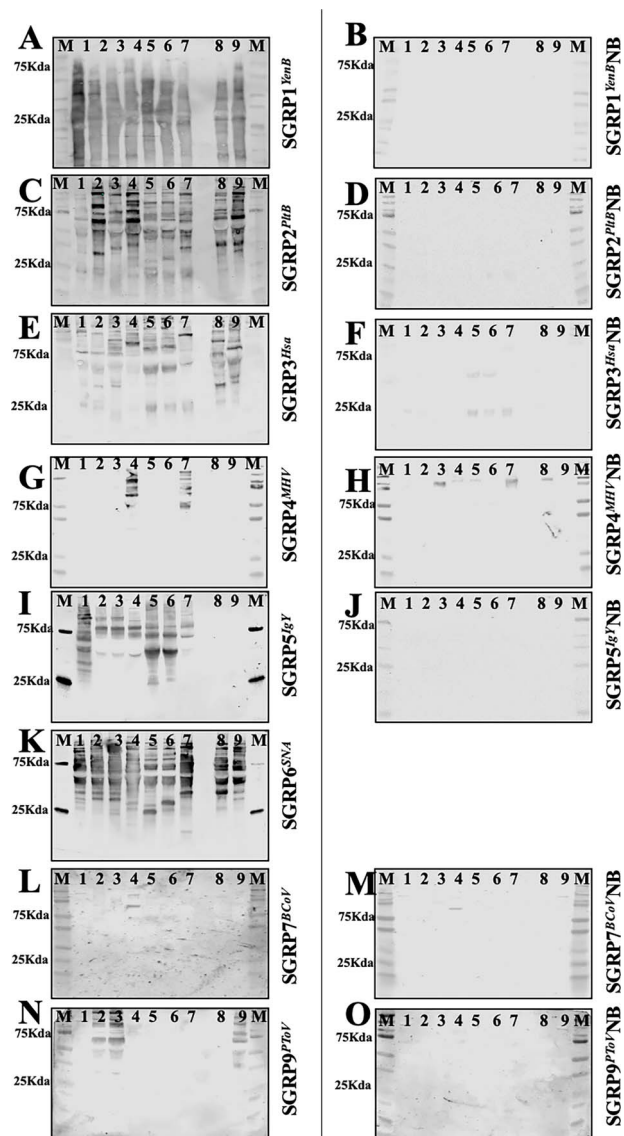 A
M 1 2 3 4 5 6 7 8 9 M
75Kda
25Kda
SGRP1YenB
B
M 1 2 3 4 5 6 7 8 9 M
75Kda
25Kda
SGRP1YenBNB
C
M 1 2 3 4 5 6 7 8 9 M
75Kda
25Kda
SGRP2PltB
D
M 1 2 3 4 5 6 7 8 9 M
75Kda
25Kda
SGRP2PltBNB
E
M 1 2 3 4 5 6 7 8 9 M
75Kda
25Kda
SGRP3Hsa
F
M 1 2 3 4 5 6 7 8 9 M
75Kda
25Kda
SGRP3HsaNB
G
M 1 2 3 4 5 6 7 8 9 M
75Kda
25Kda
SGRP4MHV
H
M 1 2 3 4 5 6 7 8 9 M
75Kda
25Kda
SGRP4MHVNB
I
M 1 2 3 4 5 6 7 8 9 M
75Kda
25Kda
SGRP5IgY
J
M 1 2 3 4 5 6 7 8 9 M
75Kda
25Kda
SGRP5IgYNB
K
M 1 2 3 4 5 6 7 8 9 M
75Kda
25Kda
SGRP6SNA
L
M 1 2 3 4 5 6 7 8 9 M
75Kda
25Kda
SGRP7BCoV
M
M 1 2 3 4 5 6 7 8 9 M
75Kda
25Kda
SGRP7BCoVNB
N
M 1 2 3 4 5 6 7 8 9 M
75Kda
25Kda
SGRP9PToV
O
M 1 2 3 4 5 6 7 8 9 M
75Kda
25Kda
SGRP9PToVNB